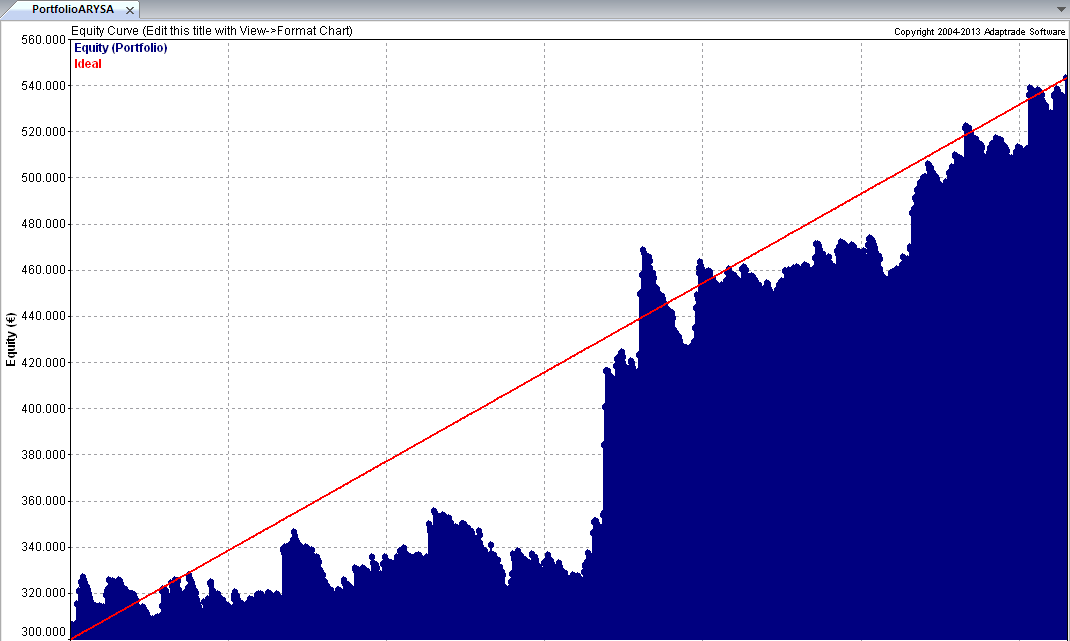 PortfolioARYSA
Equity Curve (Edit this title with View->Format Chart)
Copyright 2004-2013 Adaptrade Software
Equity (Portfolio)
Ideal
560.000
540.000
520.000
500.000
480.000
460.000
440.000
420.000
400.000
380.000
360.000
340.000
320.000
300.000
Equity (€)